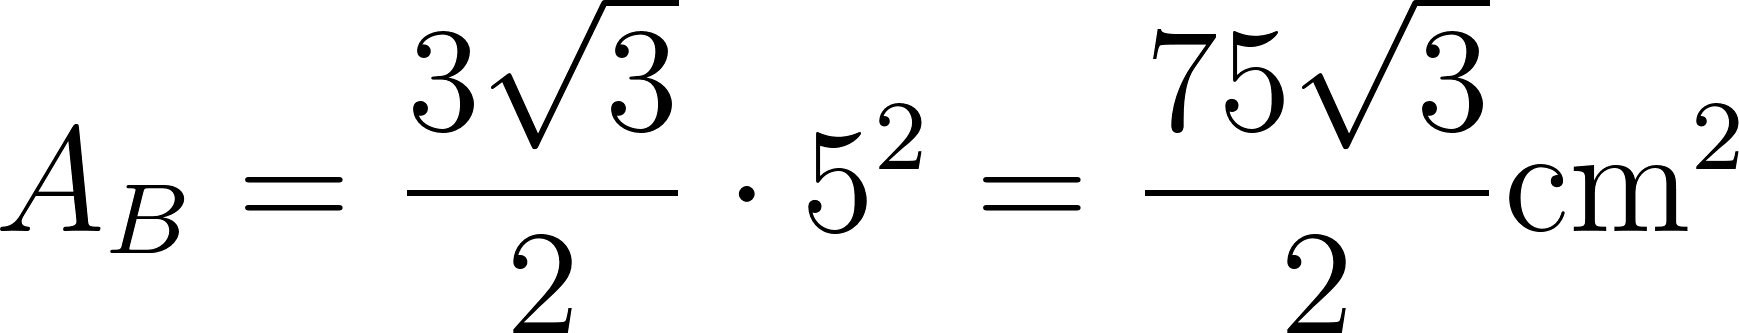 A_B = \frac{3\sqrt{3}}{2} \cdot 5^2 = \frac{75\sqrt{3}}{2} \text{cm}^2